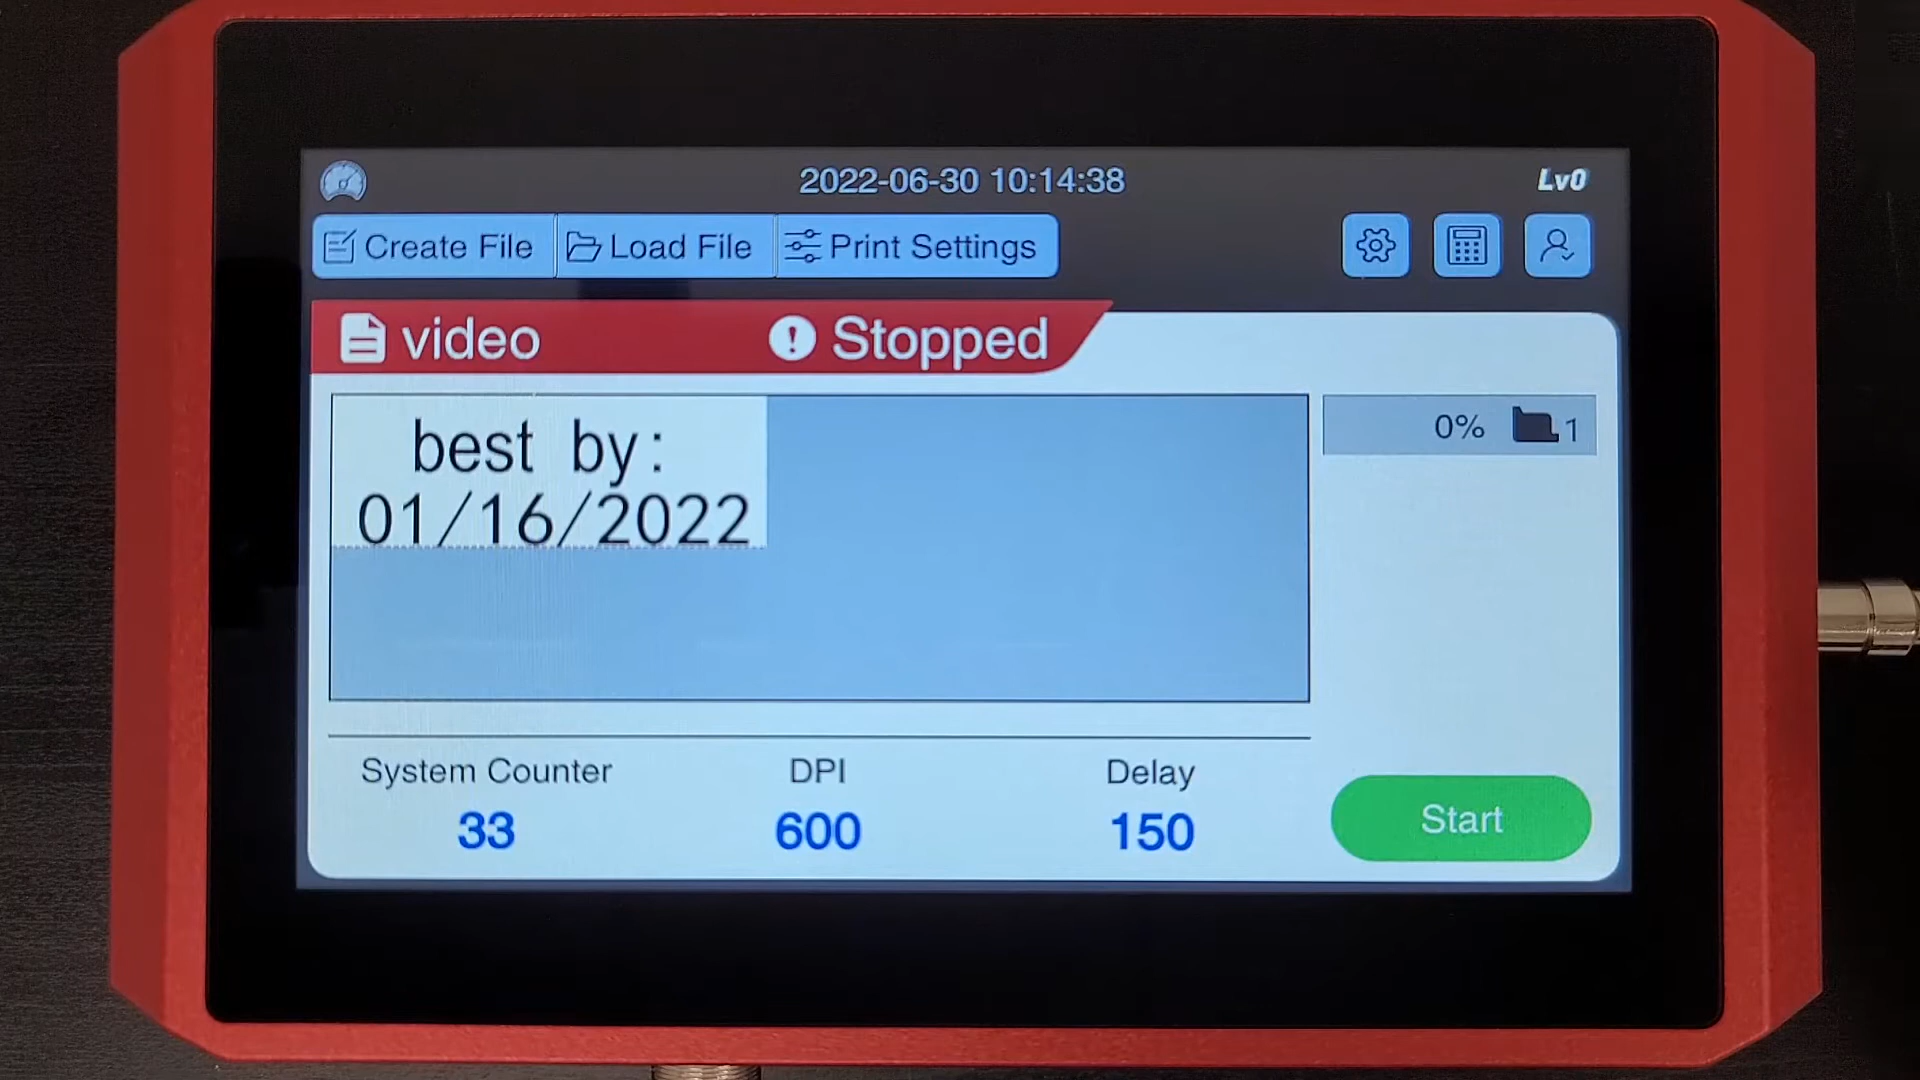 2022-06-30 10:14:38
Lv0
Create File
Load File
Print Settings
video
Stopped
best by:
01/16/2022
0%
1
System Counter
DPI
Delay
33
600
150
Start